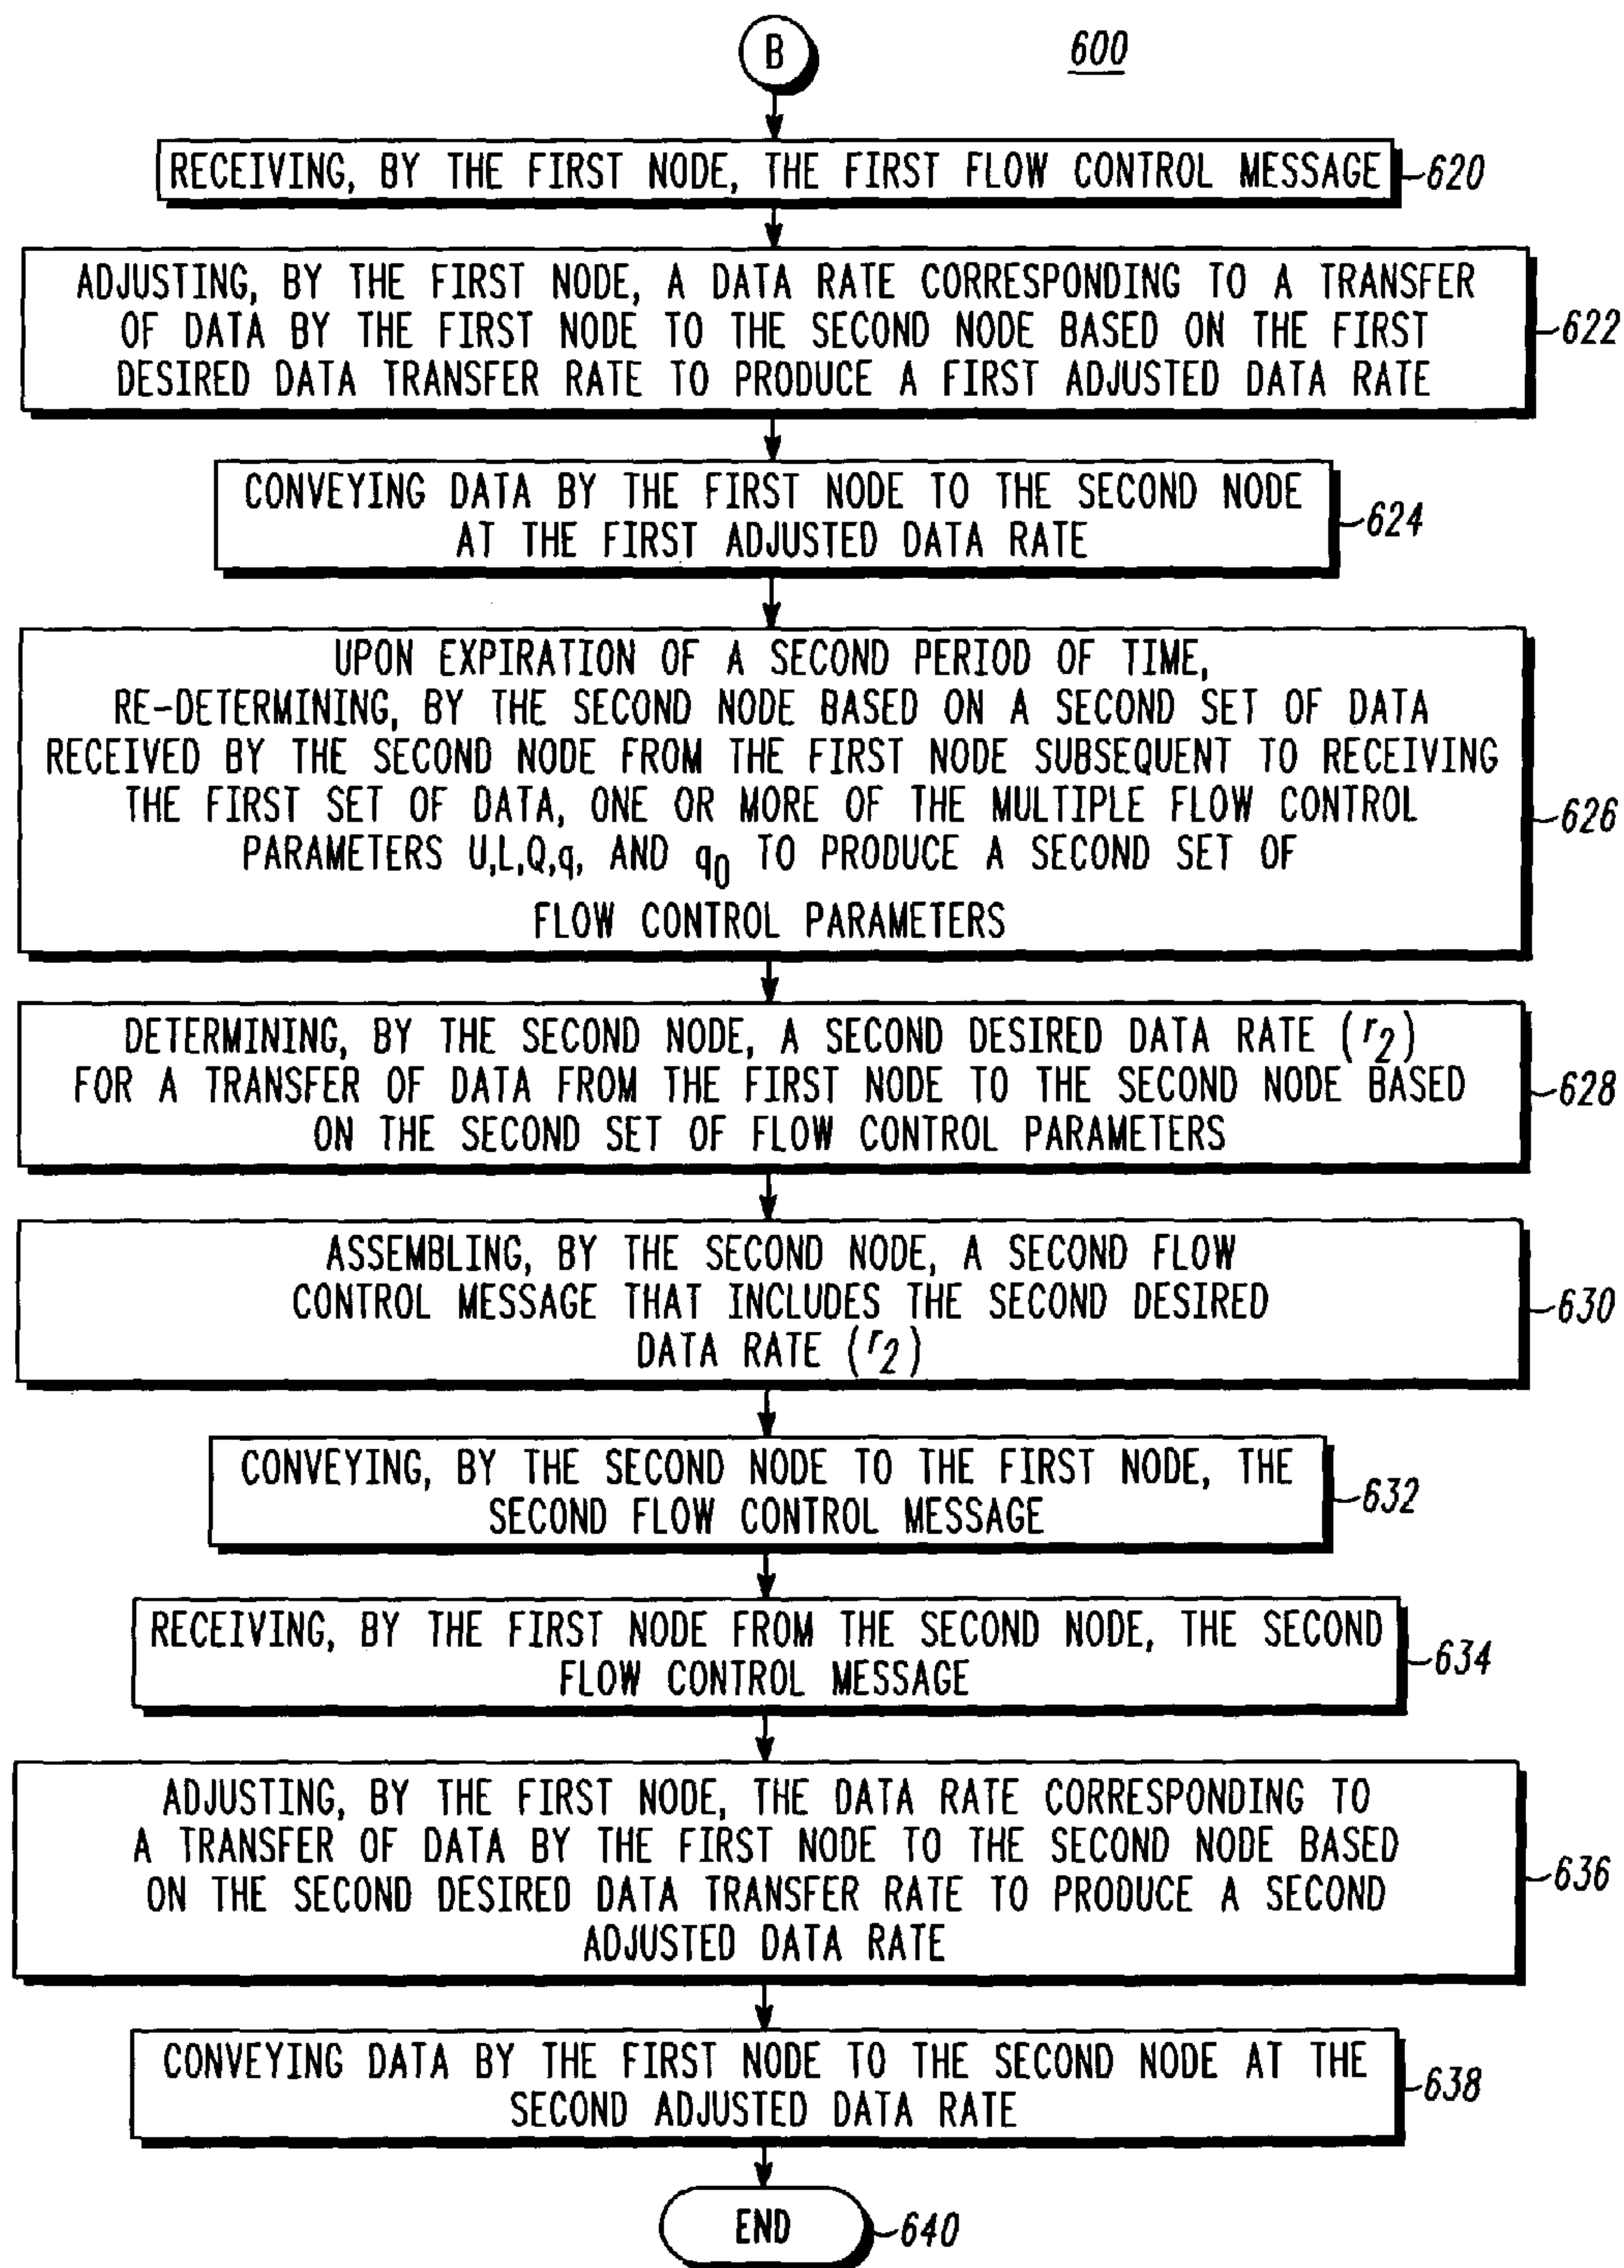 B
600
RECEIVING, BY THE FIRST NODE, THE FIRST FLOW CONTROL MESSAGE
620
ADJUSTING, BY THE FIRST NODE, A DATA RATE CORRESPONDING TO A TRANSFER
OF DATA BY THE FIRST NODE TO THE SECOND NODE BASED ON THE FIRST
DESIRED DATA TRANSFER RATE TO PRODUCE A FIRST ADJUSTED DATA RATE
622
CONVEYING DATA BY THE FIRST NODE TO THE SECOND NODE
AT THE FIRST ADJUSTED DATA RATE
624
UPON EXPIRATION OF A SECOND PERIOD OF TIME,
RE-DETERMINING, BY THE SECOND NODE BASED ON A SECOND SET OF DATA
RECEIVED BY THE SECOND NODE FROM THE FIRST NODE SUBSEQUENT TO RECEIVING
THE FIRST SET OF DATA, ONE OR MORE OF THE MULTIPLE FLOW CONTROL
PARAMETERS U,L,Q,q, AND q0 TO PRODUCE A SECOND SET OF
FLOW CONTROL PARAMETERS
626
DETERMINING, BY THE SECOND NODE, A SECOND DESIRED DATA RATE (r2)
FOR A TRANSFER OF DATA FROM THE FIRST NODE TO THE SECOND NODE BASED
ON THE SECOND SET OF FLOW CONTROL PARAMETERS
628
ASSEMBLING, BY THE SECOND NODE, A SECOND FLOW
CONTROL MESSAGE THAT INCLUDES THE SECOND DESIRED
DATA RATE (r2)
630
CONVEYING, BY THE SECOND NODE TO THE FIRST NODE, THE
SECOND FLOW CONTROL MESSAGE
632
RECEIVING, BY THE FIRST NODE FROM THE SECOND NODE, THE SECOND
FLOW CONTROL MESSAGE
634
ADJUSTING, BY THE FIRST NODE, THE DATA RATE CORRESPONDING TO
A TRANSFER OF DATA BY THE FIRST NODE TO THE SECOND NODE BASED
ON THE SECOND DESIRED DATA TRANSFER RATE TO PRODUCE A SECOND
ADJUSTED DATA RATE
636
CONVEYING DATA BY THE FIRST NODE TO THE SECOND NODE AT THE
SECOND ADJUSTED DATA RATE
638
END
640